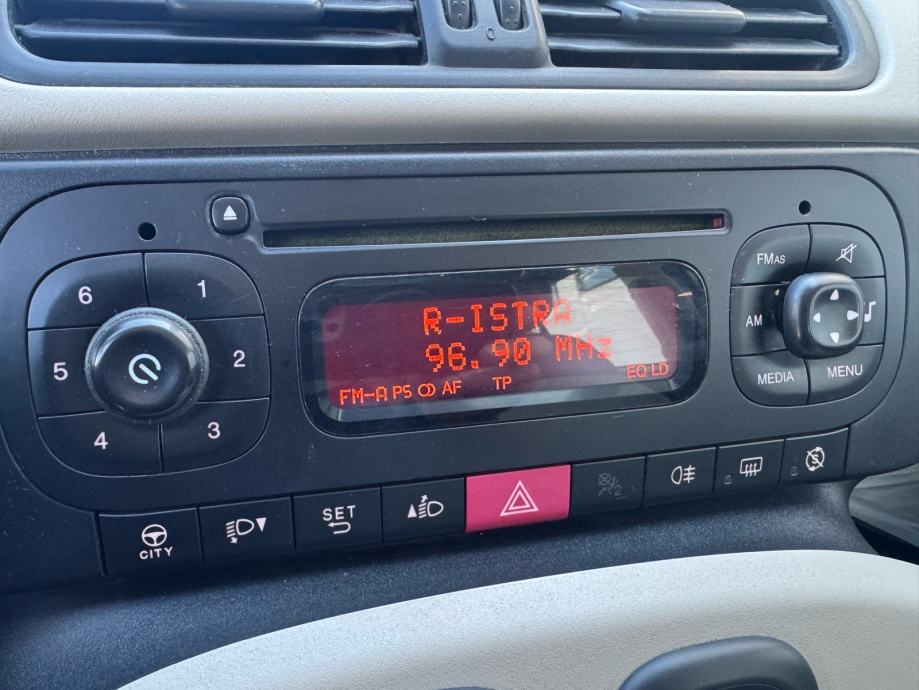 FMAS
6 1
R-ISTRA
5 2
AM
96.90 MHz
FM-A PS AF TP EQ LD
MEDIA MENU
4 3
SET
CITY